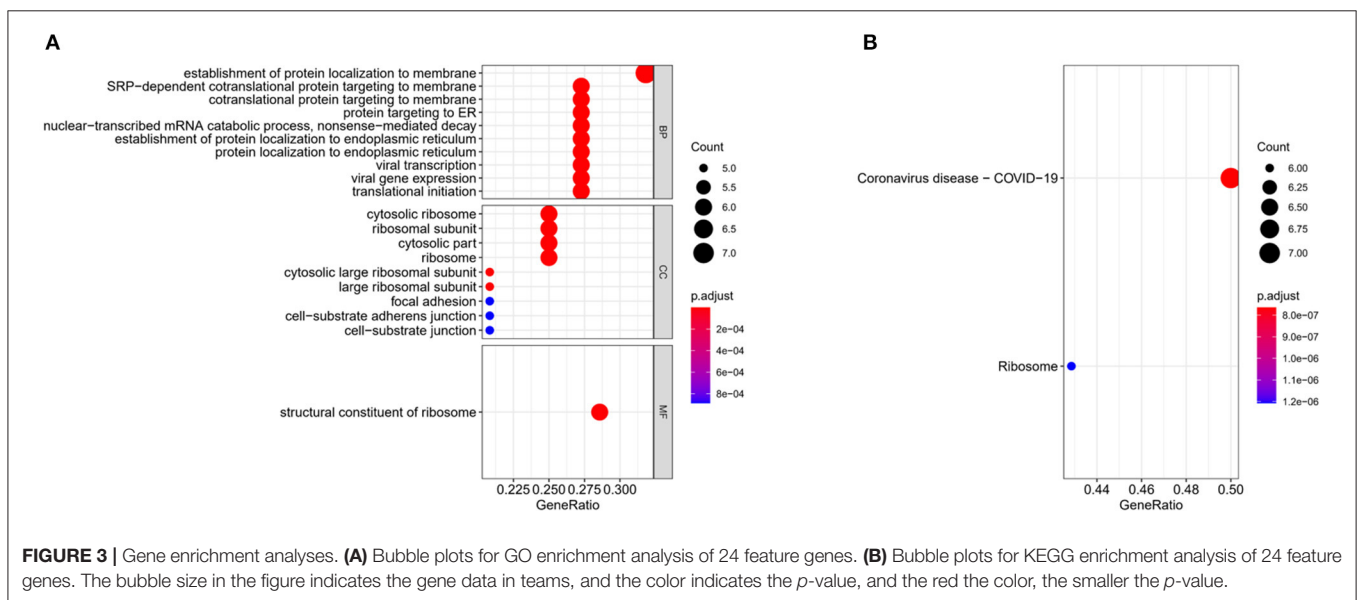 A
establishment of protein localization to membrane
SRP−dependent cotranslational protein targeting to membrane
cotranslational protein targeting to membrane
protein targeting to ER
nuclear−transcribed mRNA catabolic process, nonsense−mediated decay
establishment of protein localization to endoplasmic reticulum
protein localization to endoplasmic reticulum
viral transcription
viral gene expression
translational initiation
BP
cytosolic ribosome
ribosomal subunit
cytosolic part
ribosome
cytosolic large ribosomal subunit
large ribosomal subunit
focal adhesion
cell−substrate adherens junction
cell−substrate junction
CC
structural constituent of ribosome
MF
0.225 0.250 0.275 0.300
GeneRatio
Count
5.0
5.5
6.0
6.5
7.0
p.adjust
2e−04
4e−04
6e−04
8e−04
B
Coronavirus disease − COVID−19
Ribosome
0.44 0.46 0.48 0.50
GeneRatio
Count
6.00
6.25
6.50
6.75
7.00
p.adjust
8.0e−07
9.0e−07
1.0e−06
1.1e−06
1.2e−06
FIGURE 3 | Gene enrichment analyses. (A) Bubble plots for GO enrichment analysis of 24 feature genes. (B) Bubble plots for KEGG enrichment analysis of 24 feature
genes. The bubble size in the figure indicates the gene data in teams, and the color indicates the p-value, and the red the color, the smaller the p-value.